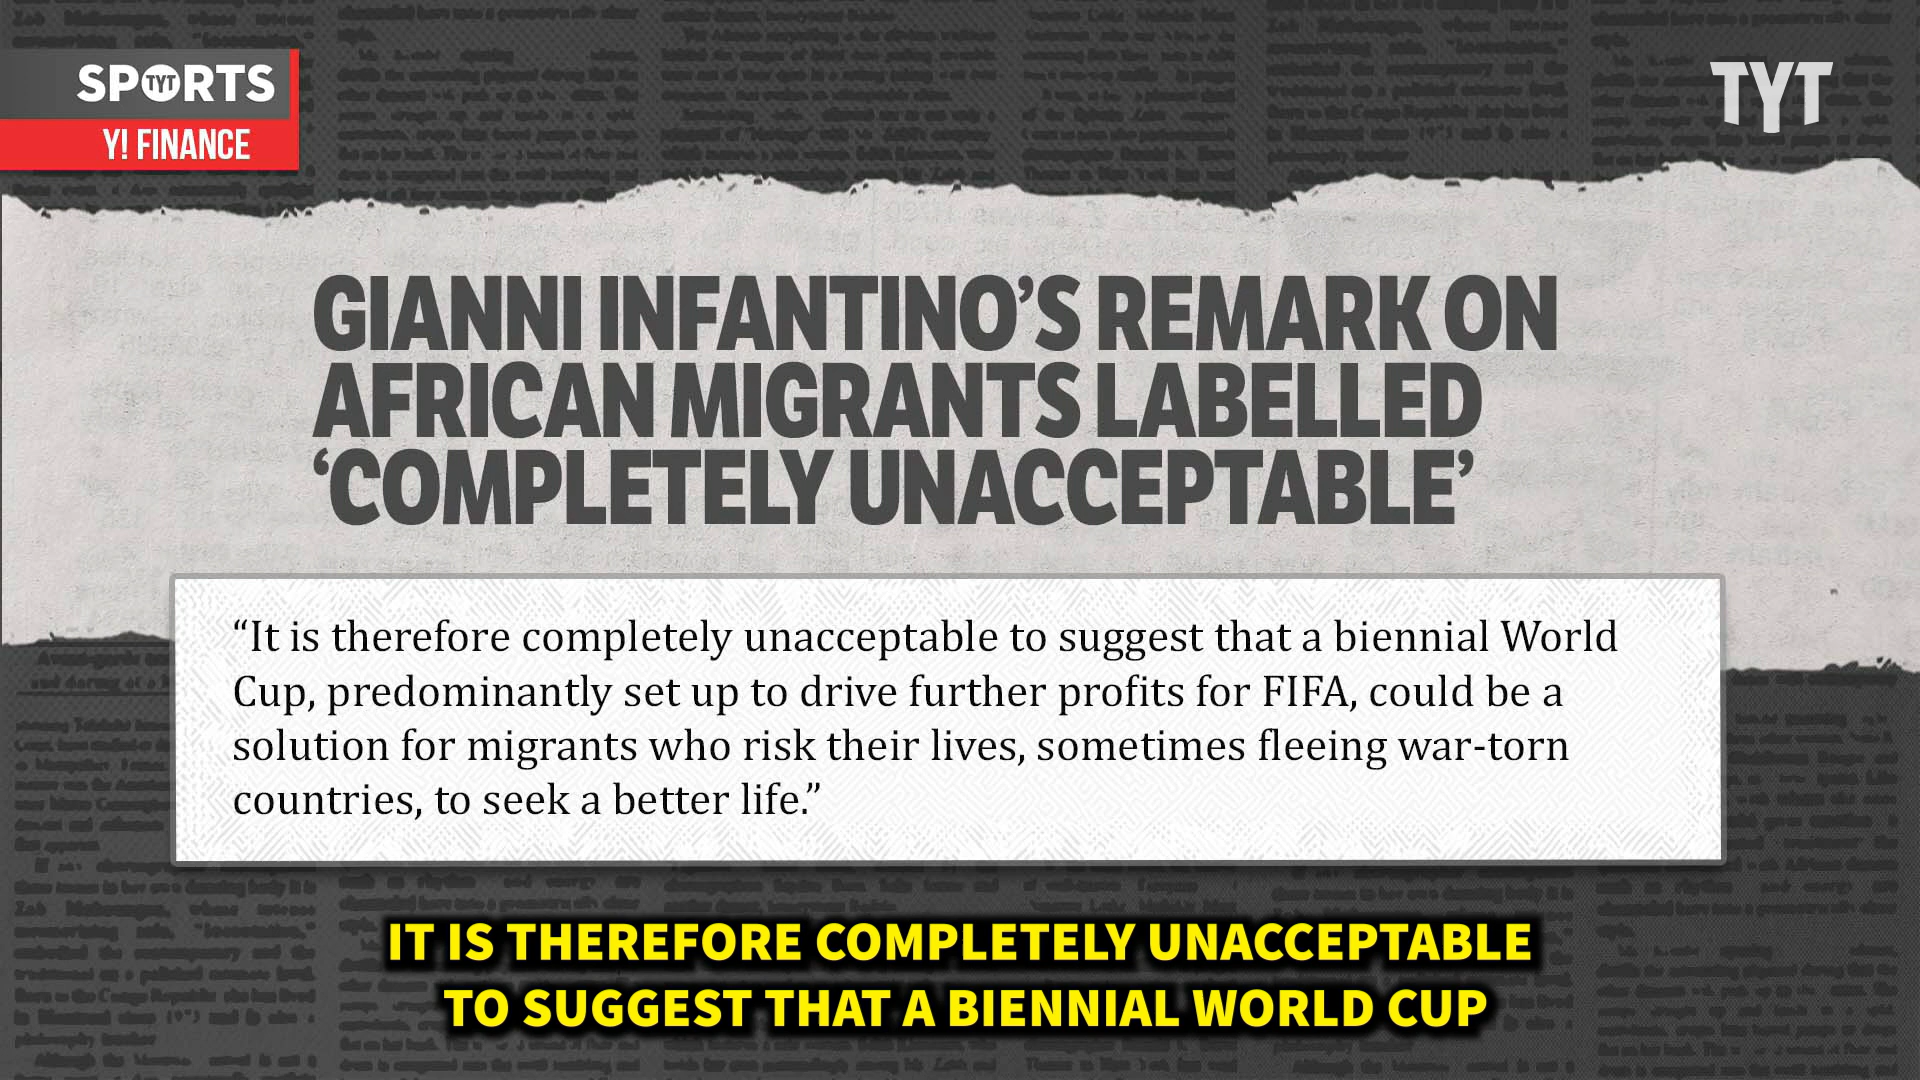 SPORTS
TYT
Y! FINANCE
TYT
GIANNI INFANTINO’S REMARK ON
AFRICAN MIGRANTS LABELLED
‘COMPLETELY UNACCEPTABLE’
“It is therefore completely unacceptable to suggest that a biennial World
Cup, predominantly set up to drive further profits for FIFA, could be a
solution for migrants who risk their lives, sometimes fleeing war-torn
countries, to seek a better life.”
IT IS THEREFORE COMPLETELY UNACCEPTABLE
TO SUGGEST THAT A BIENNIAL WORLD CUP